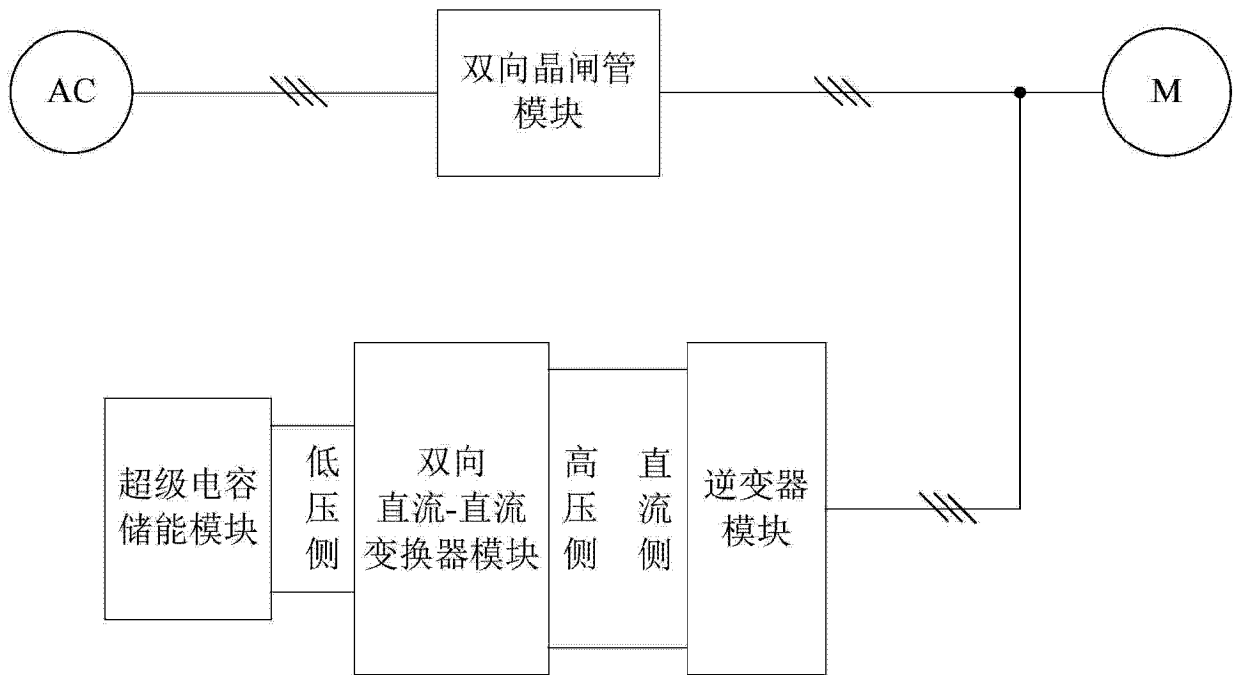 AC
双向晶闸管
模块
M
超级电容
储能模块
低压侧
双向
直流-直流
变换器模块
高压侧
直流侧
逆变器
模块